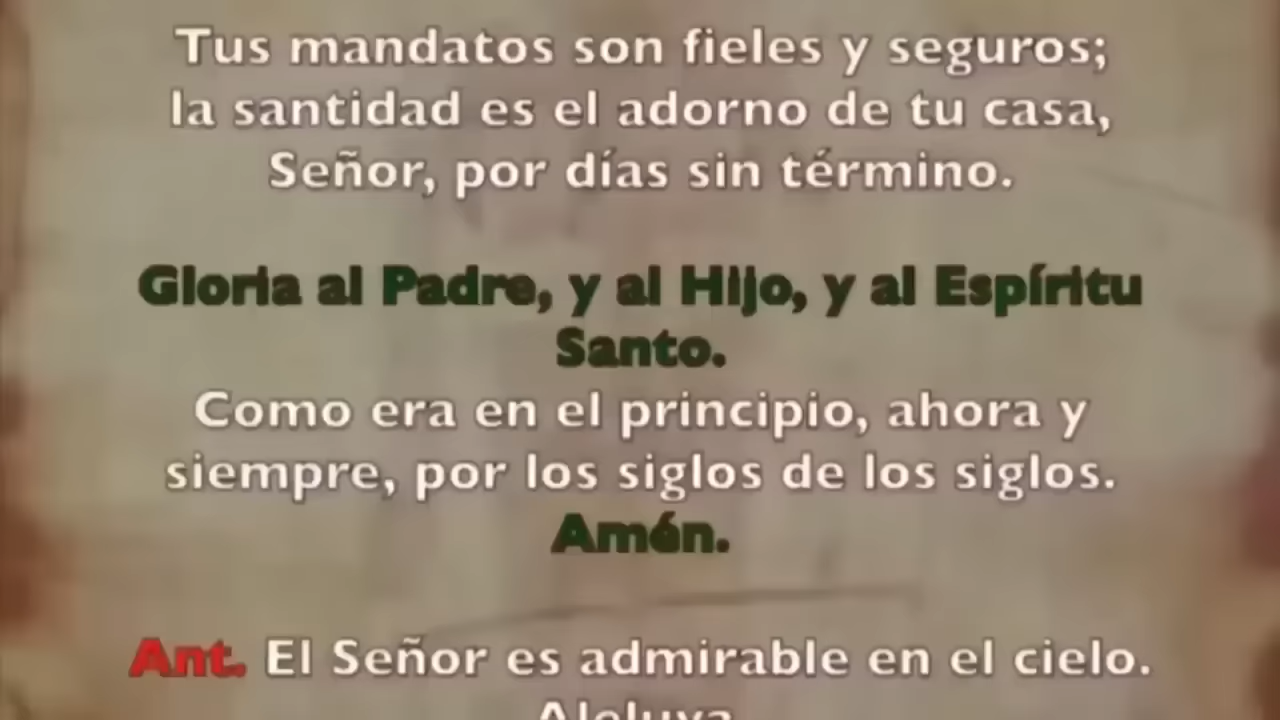 Tus mandatos son fieles y seguros;
la santidad es el adorno de tu casa,
Señor, por días sin término.
Gloria al Padre, y al Hijo, y al Espíritu
Santo.
Como era en el principio, ahora y
siempre, por los siglos de los siglos.
Amén.
Ant. El Señor es admirable en el cielo.
Aleluya